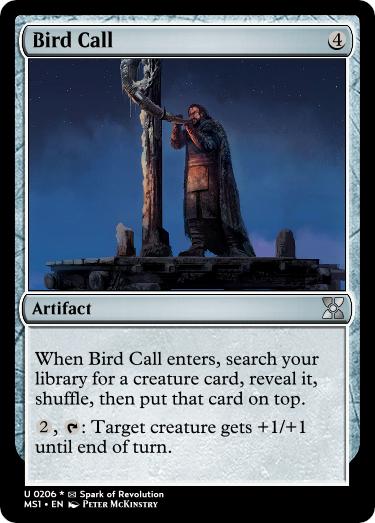 Bird Call 4
Artifact
When Bird Call enters, search your
library for a creature card, reveal it,
shuffle, then put that card on top.
2, : Target creature gets +1/+1
until end of turn.
U 0206 * Spark of Revolution
MS1 • EN Peter McKinstry